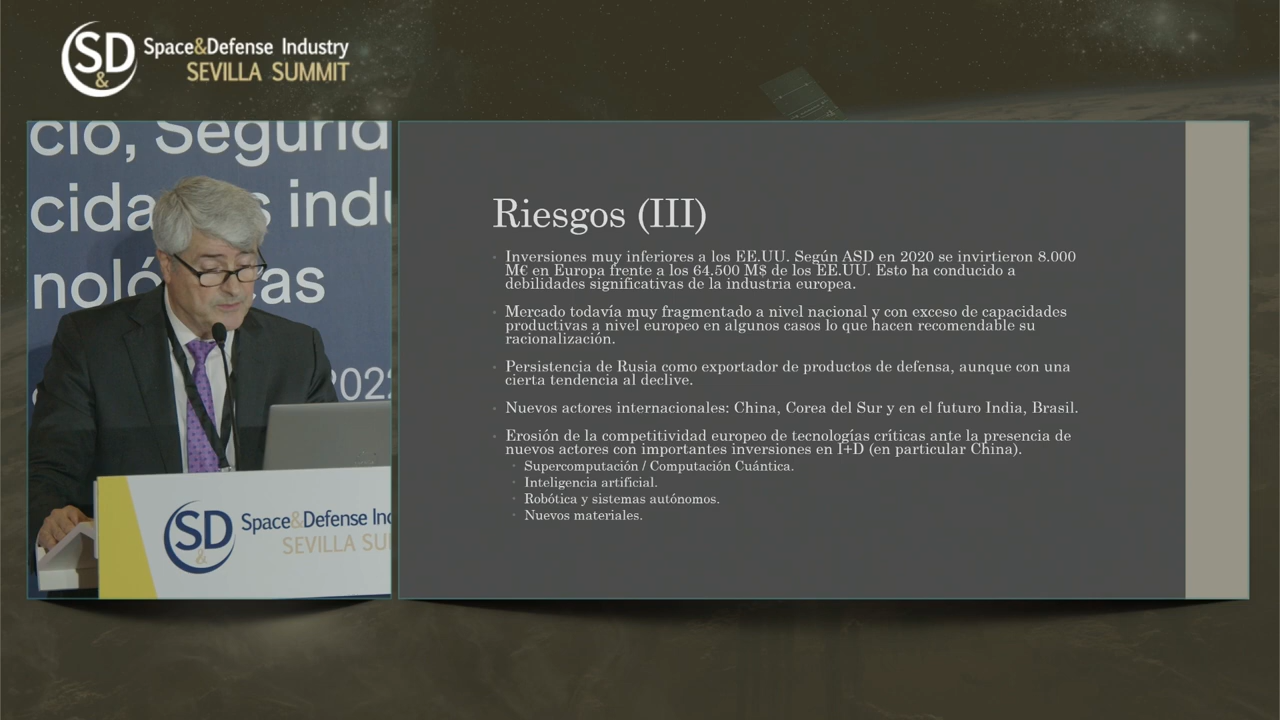 S&D Space&Defense Industry
SEVILLA SUMMIT
cio, Segurid
cida s indu
noló cas
2022
S&D Space&Defense Inc
SEVILLA SU
Riesgos (III)
Inversiones muy inferiores a los EE.UU. Según ASD en 2020 se invirtieron 8.000
M€ en Europa frente a los 64.500 M$ de los EE.UU. Esto ha conducido a
debilidades significativas de la industria europea.
Mercado todavía muy fragmentado a nivel nacional y con exceso de capacidades
productivas a nivel europeo en algunos casos lo que hacen recomendable su
racionalización.
Persistencia de Rusia como exportador de productos de defensa, aunque con una
cierta tendencia al declive.
Nuevos actores internacionales: China, Corea del Sur y en el futuro India, Brasil.
Erosión de la competitividad europeo de tecnologías críticas ante la presencia de
nuevos actores con importantes inversiones en I+D (en particular China).
Supercomputación / Computación Cuántica.
Inteligencia artificial.
Robótica y sistemas autónomos.
Nuevos materiales.